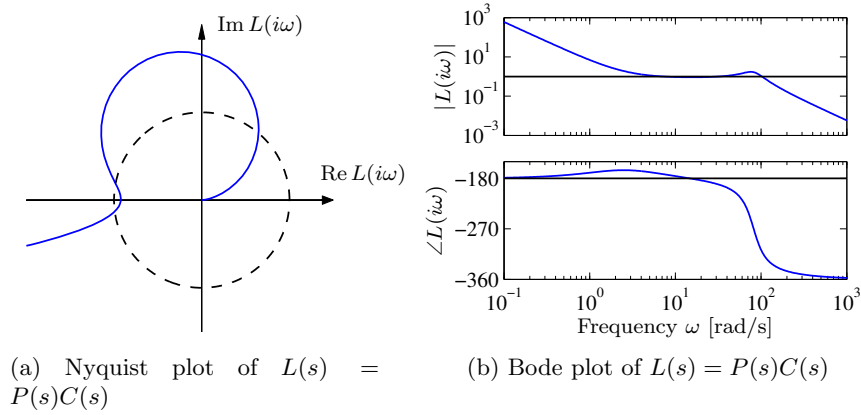 Im L(iω)
Re L(iω)
10^3
10^1
10^-1
10^-3
|L(iω)|
-180
-270
-360
∠L(iω)
10^-1
10^0
10^1
10^2
10^3
Frequency ω [rad/s]
(a) Nyquist plot of L(s) =
P(s)C(s)
(b) Bode plot of L(s) = P(s)C(s)